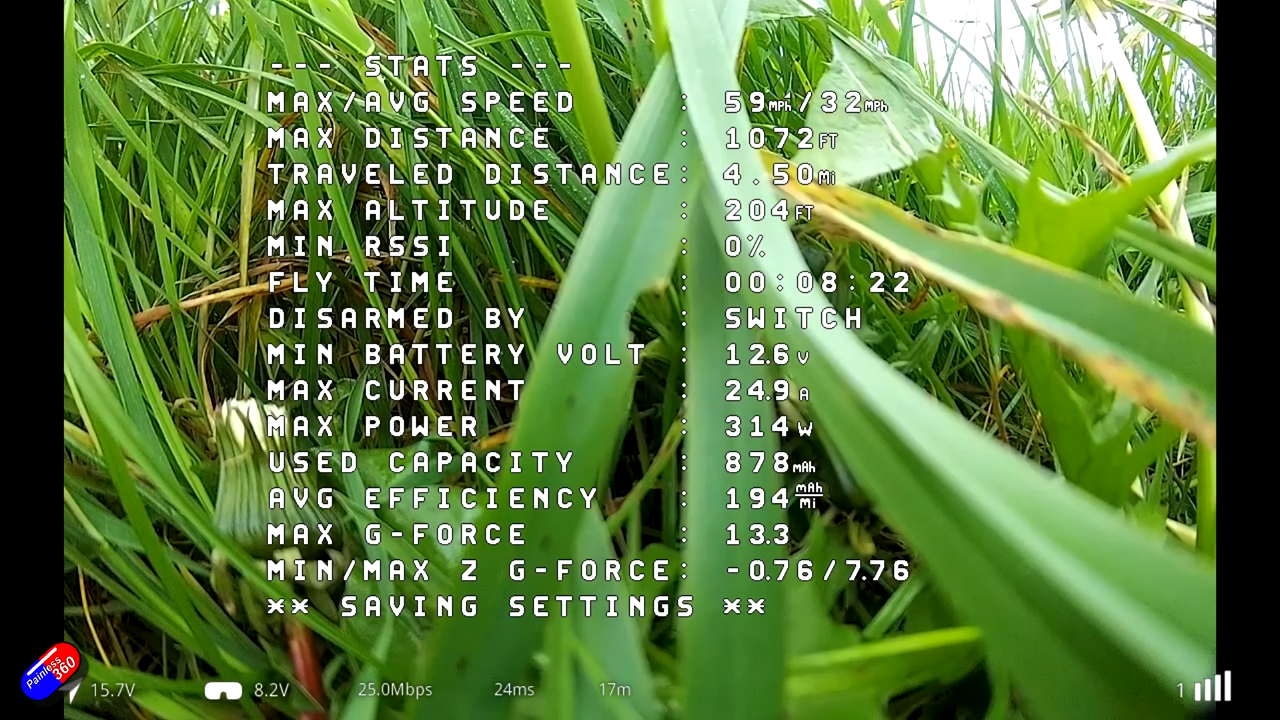 --- STATS ---
MAX/AVG SPEED : 59MPH/32MPH
MAX DISTANCE : 1072FT
TRAVELED DISTANCE: 4.50Mi
MAX ALTITUDE : 204FT
MIN RSSI : 0%
FLY TIME : 00:08:22
DISARMED BY : SWITCH
MIN BATTERY VOLT : 12.6V
MAX CURRENT : 24.9A
MAX POWER : 314W
USED CAPACITY : 878mAh
AVG EFFICIENCY : 194mAh/Mi
MAX G-FORCE : 13.3
MIN/MAX Z G-FORCE: -0.76/7.76
** SAVING SETTINGS **
Painless360
15.7V 8.2V 25.0Mbps 24ms 17m 1